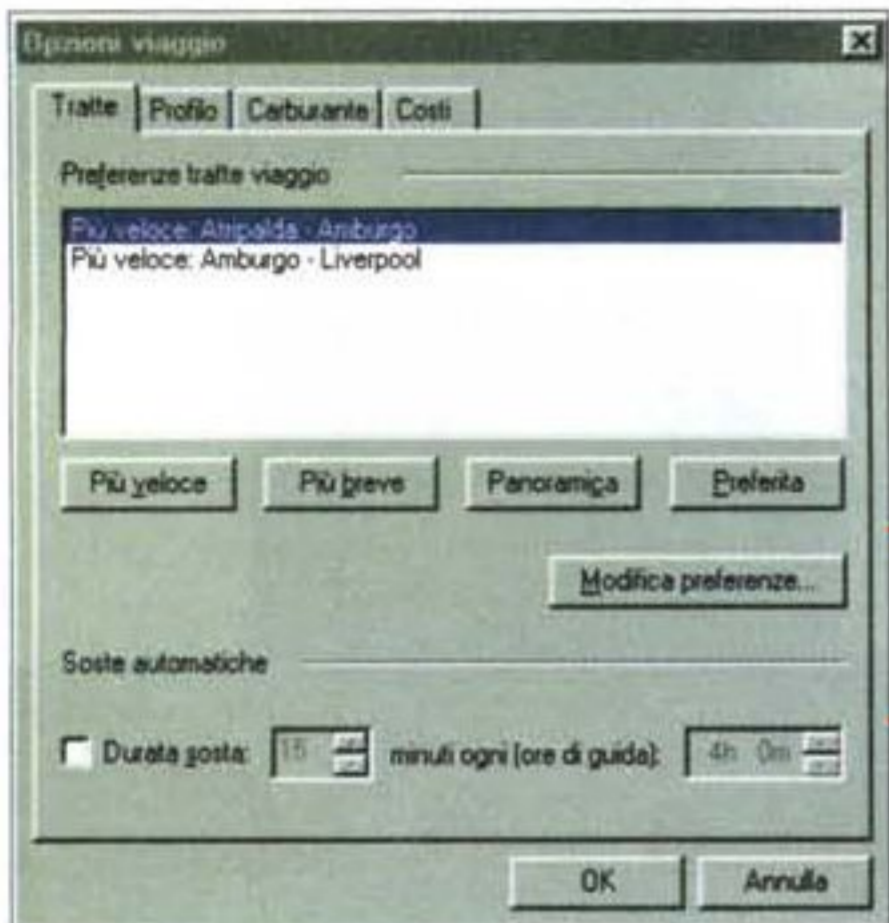 Opzioni viaggio
Tratte Profilo Carburante Costi
Preferenze tratte viaggio
Più veloce: Atripalda - Amburgo
Più veloce: Amburgo - Liverpool
Più veloce Più breve Panoramica Preferita
Modifica preferenze...
Soste automatiche
Durata sosta: 15 minuti ogni (ore di guida): 4h 0m
OK Annulla